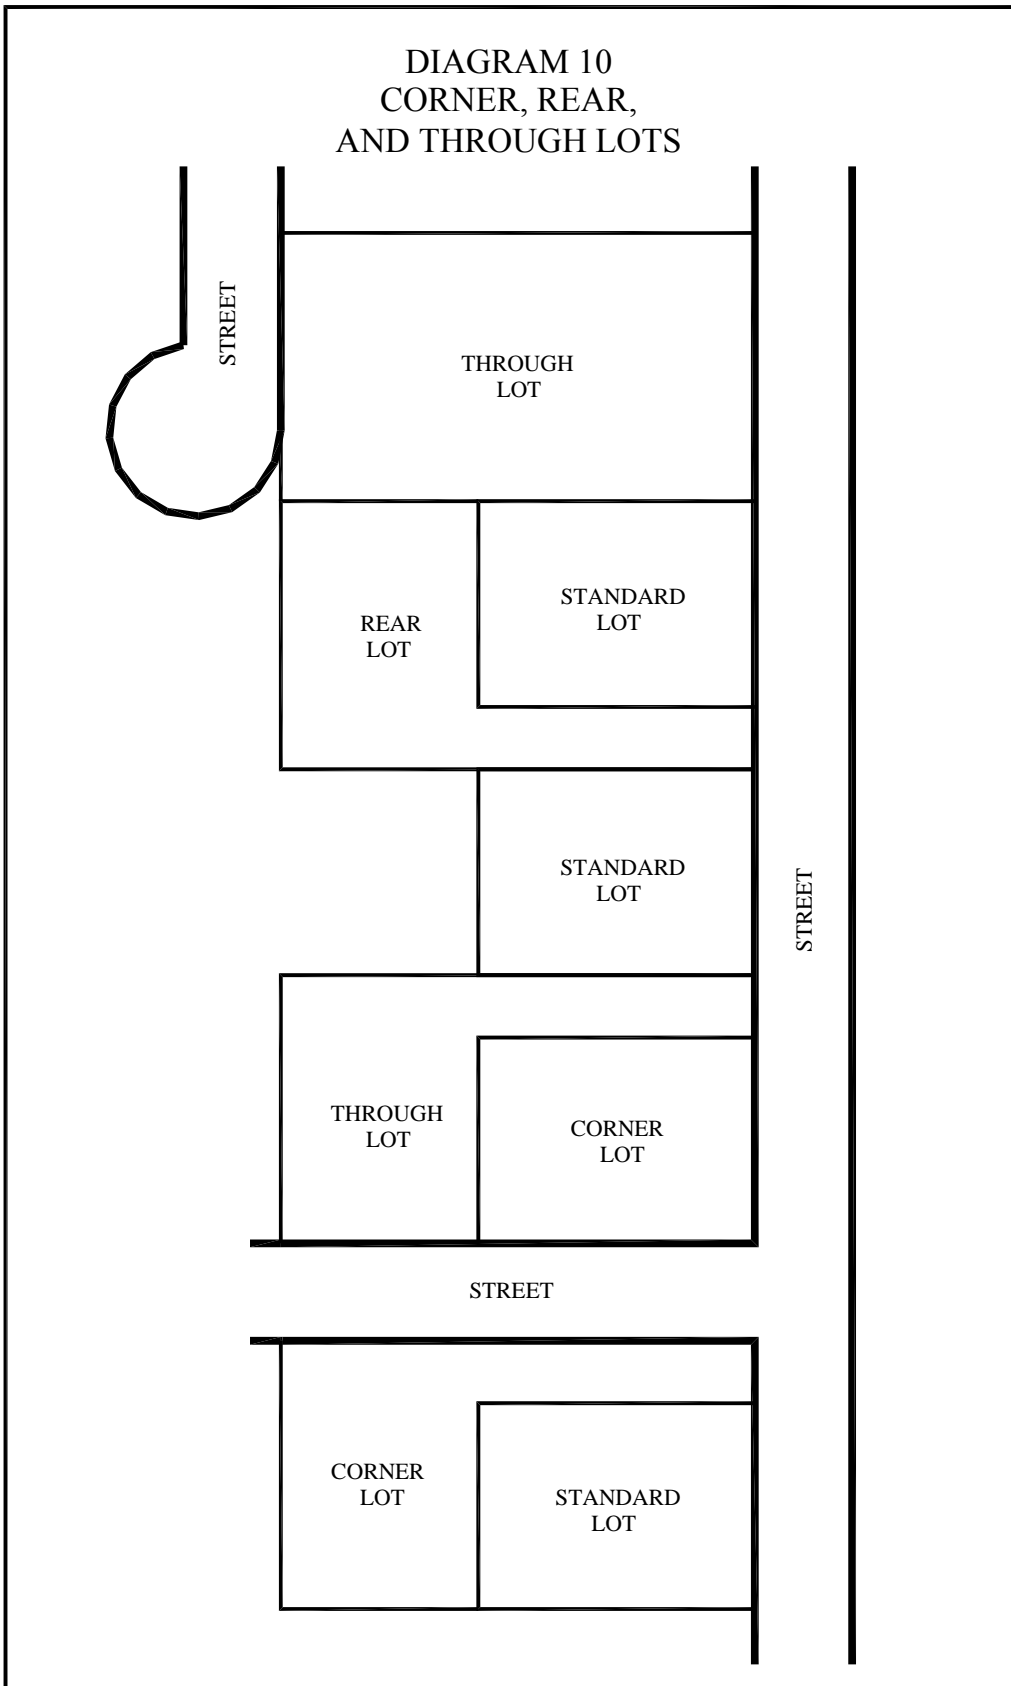 DIAGRAM 10
CORNER, REAR,
AND THROUGH LOTS
STREET
THROUGH
LOT
STANDARD
LOT
REAR
LOT
STANDARD
LOT
STREET
THROUGH
LOT
CORNER
LOT
STREET
CORNER
LOT
STANDARD
LOT